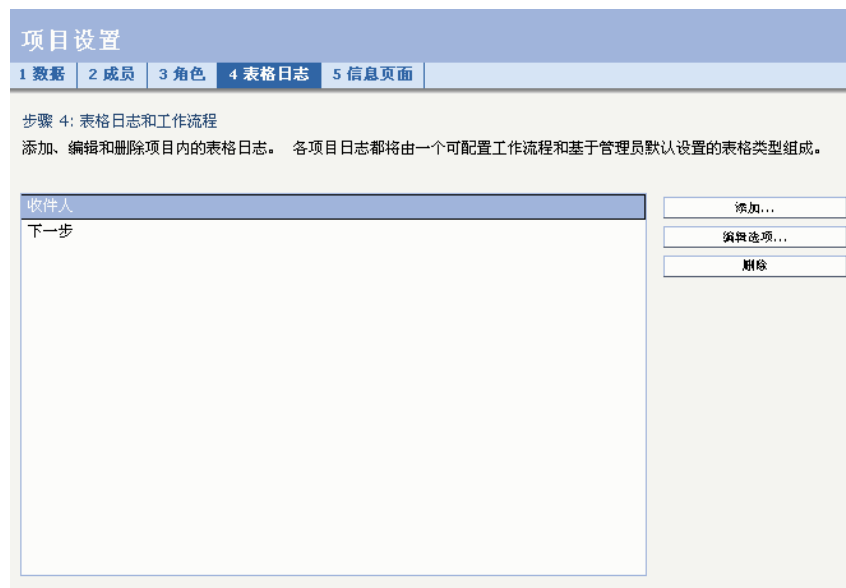 项目设置
1 数据 2 成员 3 角色 4 表格日志 5 信息页面
步骤 4: 表格日志和工作流程
添加、编辑和删除项目内的表格日志。 各项目日志都将由一个可配置工作流程和基于管理员默认设置的表格类型组成。
收件人
下一步
添加...
编辑选项...
删除